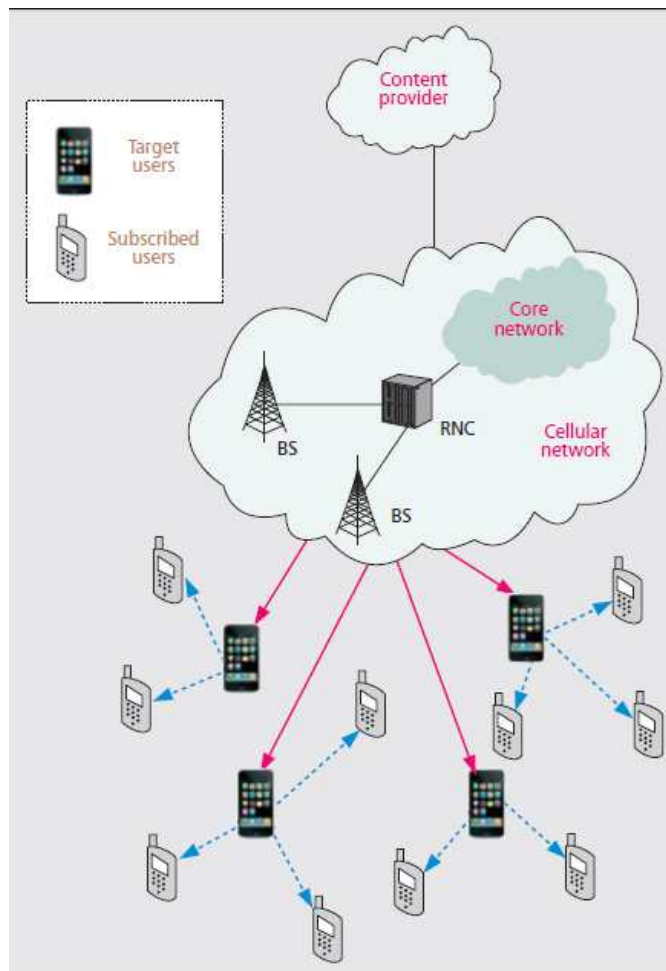 Content
provider
Target
users
Subscribed
users
Core
network
RNC
Cellular
network
BS
BS